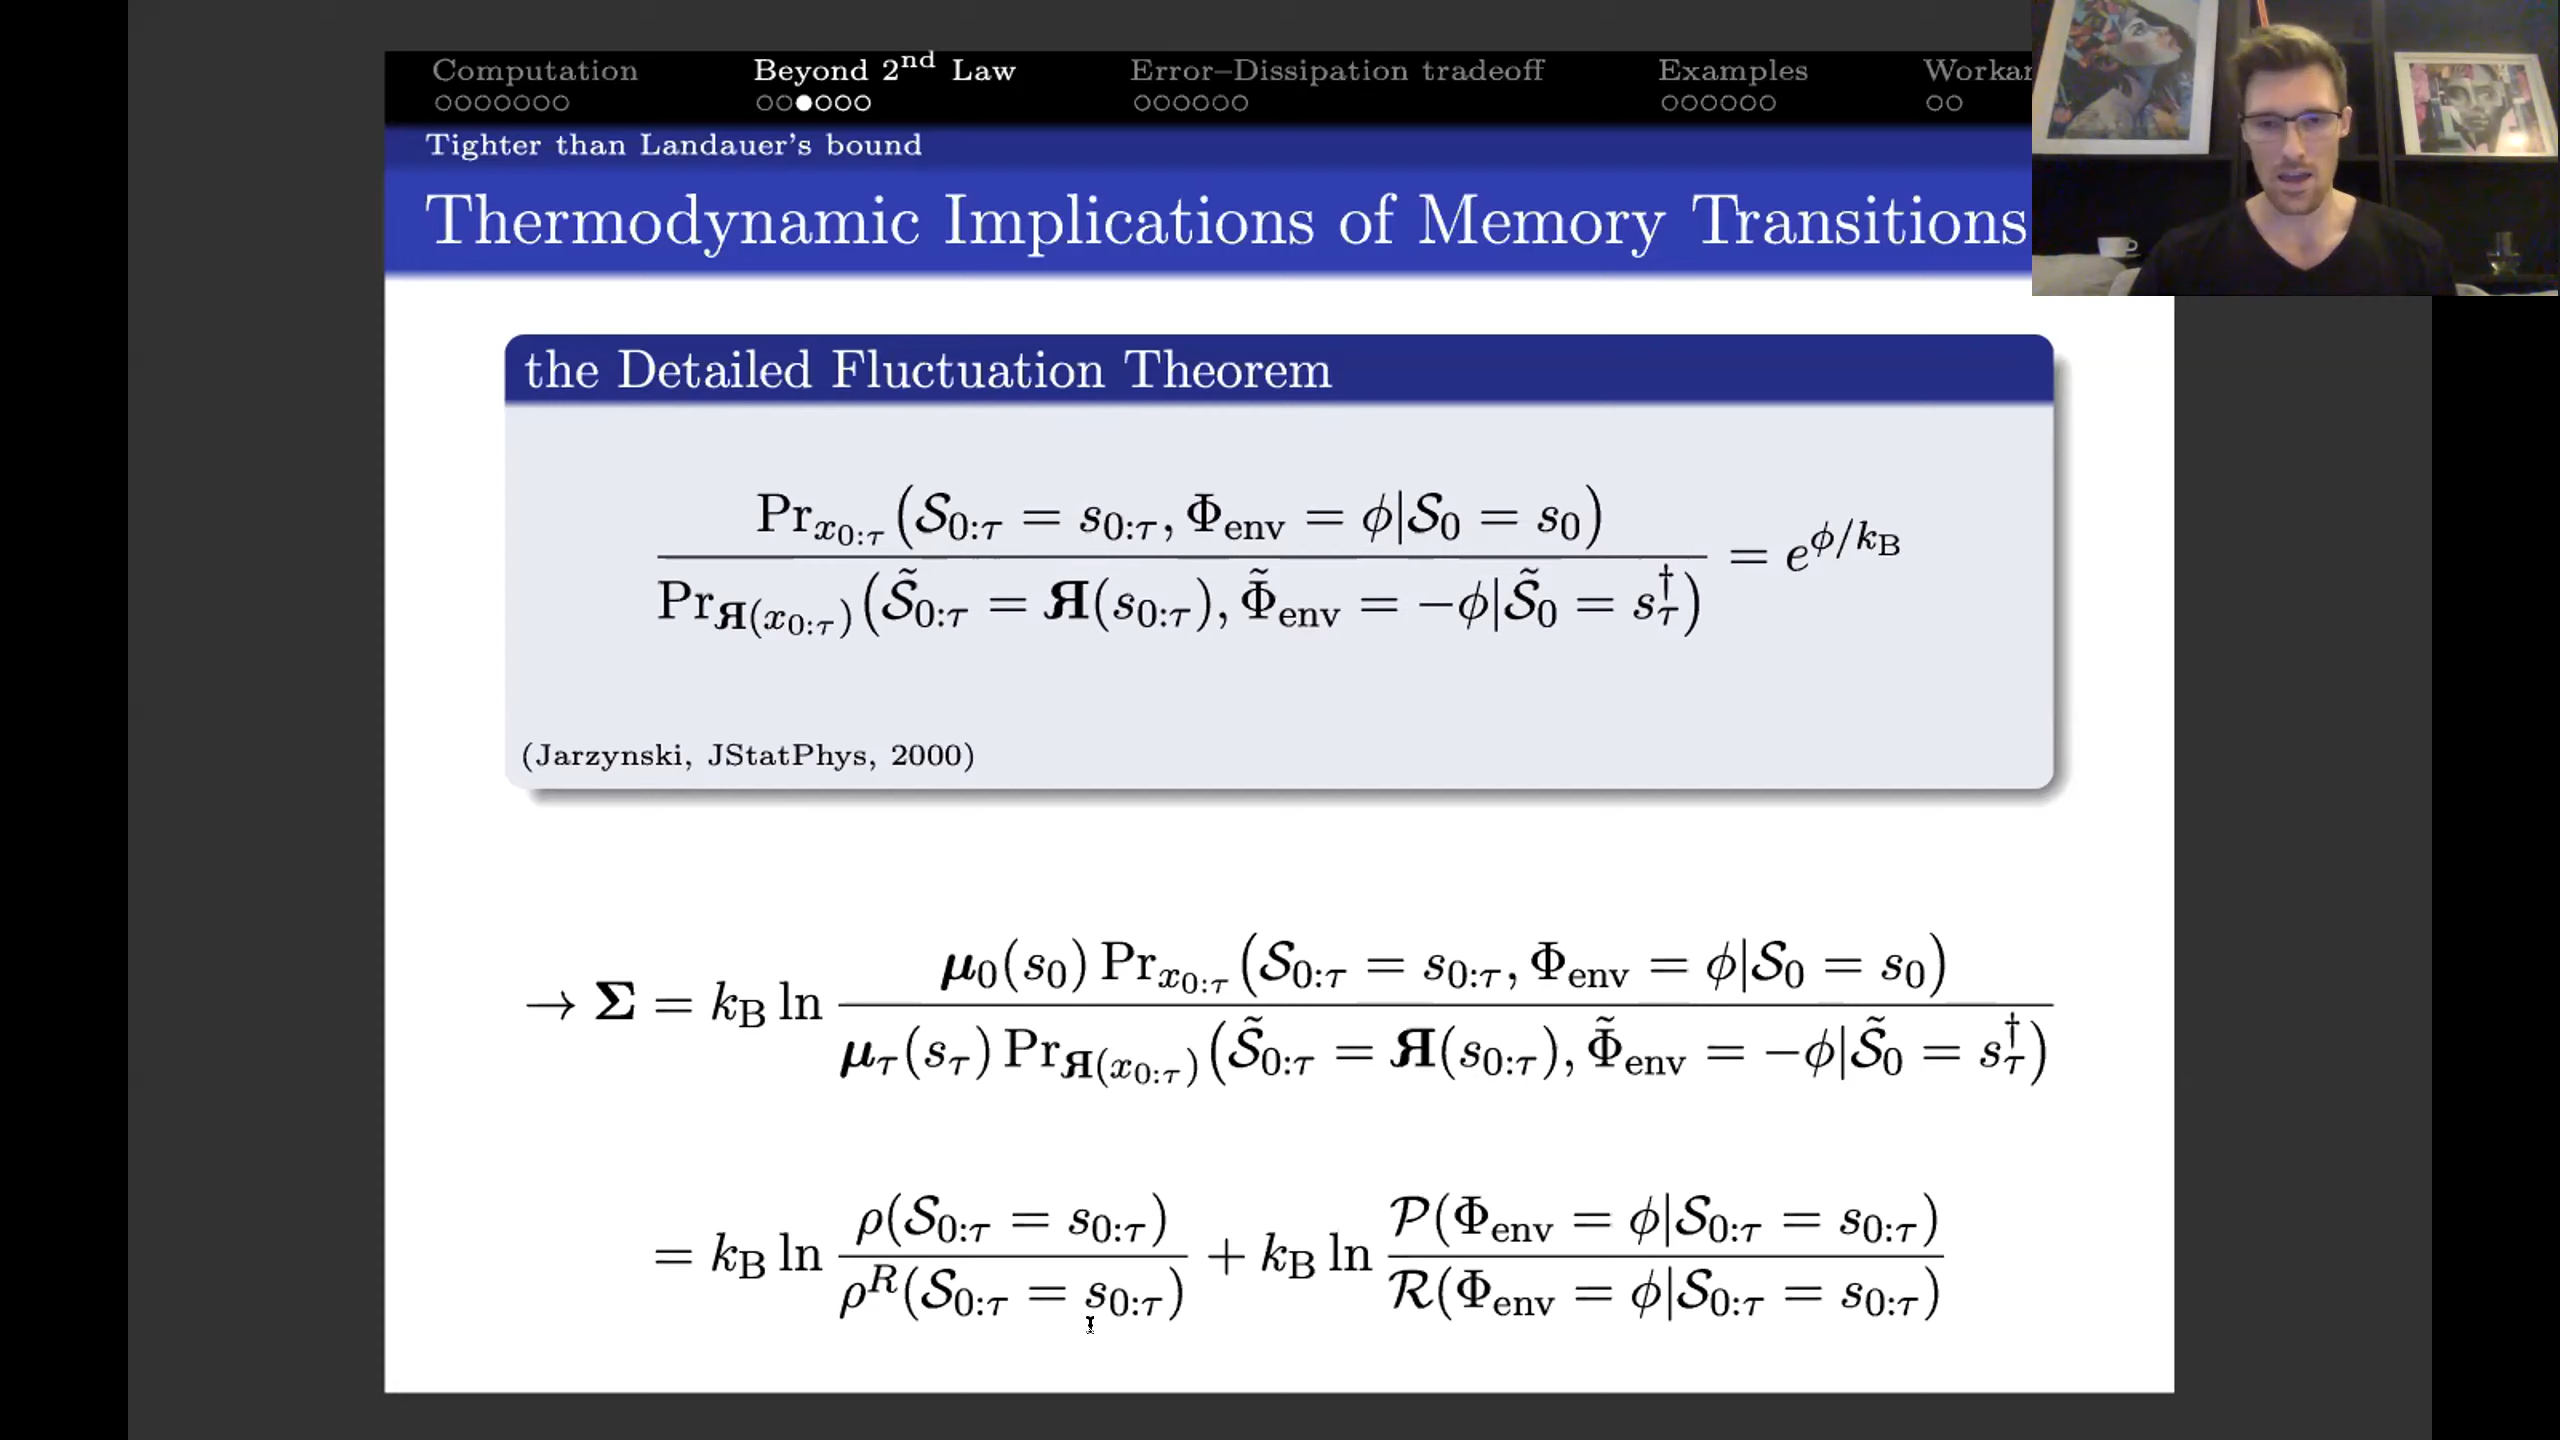 Computation Beyond 2nd Law Error–Dissipation tradeoff Examples
Tighter than Landauer's bound
Thermodynamic Implications of Memory Transitions
the Detailed Fluctuation Theorem
Pr_{x_{0:τ}}(𝒮_{0:τ} = s_{0:τ}, Φ_env = ϕ|𝒮_0 = s_0) / Pr_{Я(x_{0:τ})}(𝒮̃_{0:τ} = Я(s_{0:τ}), Φ̃_env = −ϕ|𝒮̃_0 = s_τ^†) = e^{ϕ/k_B}
(Jarzynski, JStatPhys, 2000)
→ Σ = k_B ln μ_0(s_0) Pr_{x_{0:τ}}(𝒮_{0:τ} = s_{0:τ}, Φ_env = ϕ|𝒮_0 = s_0) / μ_τ(s_τ) Pr_{Я(x_{0:τ})}(𝒮̃_{0:τ} = Я(s_{0:τ}), Φ̃_env = −ϕ|𝒮̃_0 = s_τ^†)
= k_B ln ρ(𝒮_{0:τ} = s_{0:τ}) / ρ^R(𝒮_{0:τ} = s_{0:τ}) + k_B ln 𝒫(Φ_env = ϕ|𝒮_{0:τ} = s_{0:τ}) / ℛ(Φ_env = ϕ|𝒮_{0:τ} = s_{0:τ})